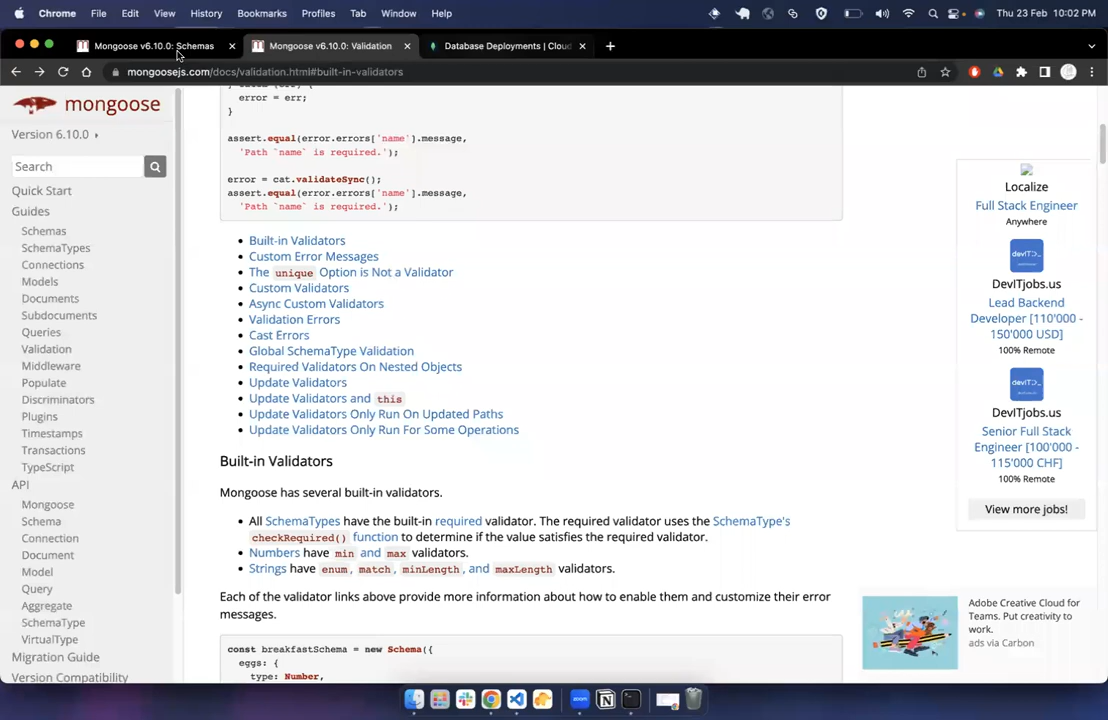 Chrome File Edit View History Bookmarks Profiles Tab Window Help Thu 23 Feb 10:02 PM
Mongoose v6.10.0: Schemas Mongoose v6.10.0: Validation Database Deployments | Cloud
mongoosejs.com/docs/validation.html#built-in-validators
mongoose
Version 6.10.0
Search
Quick Start
Guides
Schemas
SchemaTypes
Connections
Models
Documents
Subdocuments
Queries
Validation
Middleware
Populate
Discriminators
Plugins
Timestamps
Transactions
TypeScript
API
Mongoose
Schema
Connection
Document
Model
Query
Aggregate
SchemaType
VirtualType
Migration Guide
Version Compatibility
error = err;
}
assert.equal(error.errors['name'].message,
'Path `name` is required.');
error = cat.validateSync();
assert.equal(error.errors['name'].message,
'Path `name` is required.');
Built-in Validators
Custom Error Messages
The unique Option is Not a Validator
Custom Validators
Async Custom Validators
Validation Errors
Cast Errors
Global SchemaType Validation
Required Validators On Nested Objects
Update Validators
Update Validators and this
Update Validators Only Run On Updated Paths
Update Validators Only Run For Some Operations
Built-in Validators
Mongoose has several built-in validators.
All SchemaTypes have the built-in required validator. The required validator uses the SchemaType's
checkRequired() function to determine if the value satisfies the required validator.
Numbers have min and max validators.
Strings have enum, match, minLength, and maxLength validators.
Each of the validator links above provide more information about how to enable them and customize their error
messages.
const breakfastSchema = new Schema({
eggs: {
type: Number,
Localize
Full Stack Engineer
Anywhere
devIT>_
DevITjobs.us
Lead Backend
Developer [110'000 -
150'000 USD]
100% Remote
devIT>_
DevITjobs.us
Senior Full Stack
Engineer [100'000 -
115'000 CHF]
100% Remote
View more jobs!
Adobe Creative Cloud for
Teams. Put creativity to
work.
ads via Carbon